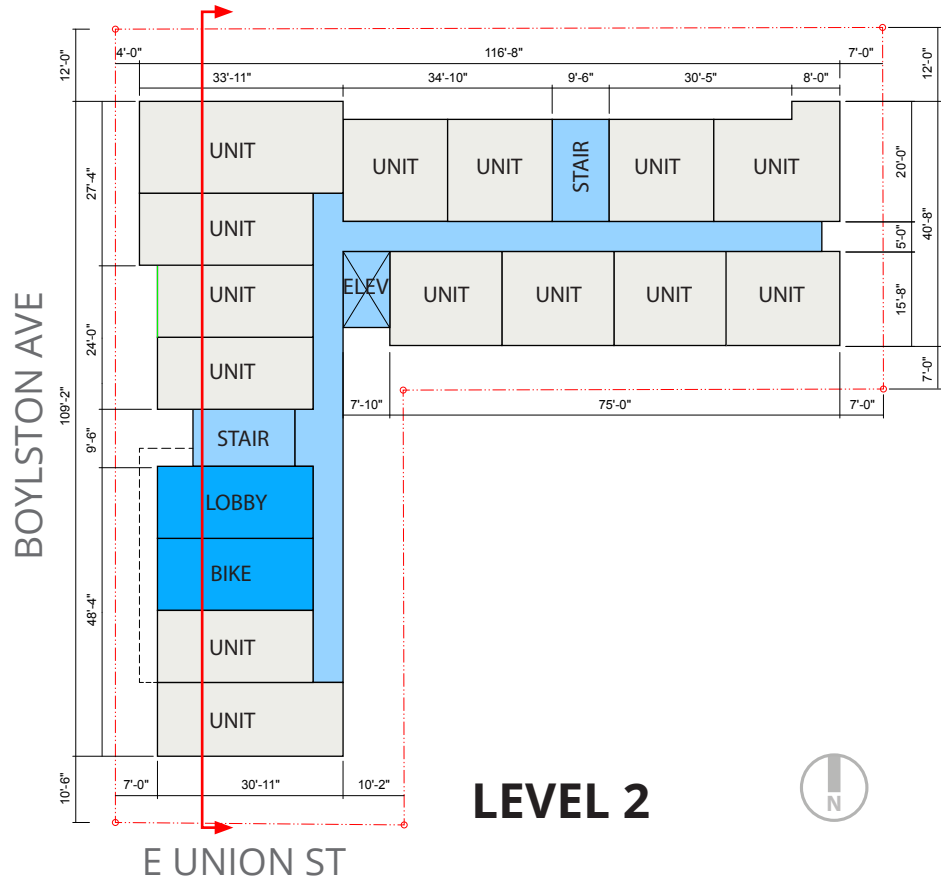 4'-0"
116'-8"
7'-0"
12'-0"
12'-0"
33'-11"
34'-10"
9'-6"
30'-5"
8'-0"
UNIT
UNIT
UNIT
STAIR
UNIT
UNIT
27'-4"
20'-0"
40'-8"
UNIT
5'-0"
UNIT
ELEV
UNIT
UNIT
UNIT
UNIT
15'-8"
24'-0"
7'-0"
UNIT
109'-2"
7'-10"
75'-0"
7'-0"
BOYLSTON AVE
9'-6"
STAIR
LOBBY
BIKE
48'-4"
UNIT
UNIT
10'-6"
7'-0"
30'-11"
10'-2"
LEVEL 2
N
E UNION ST